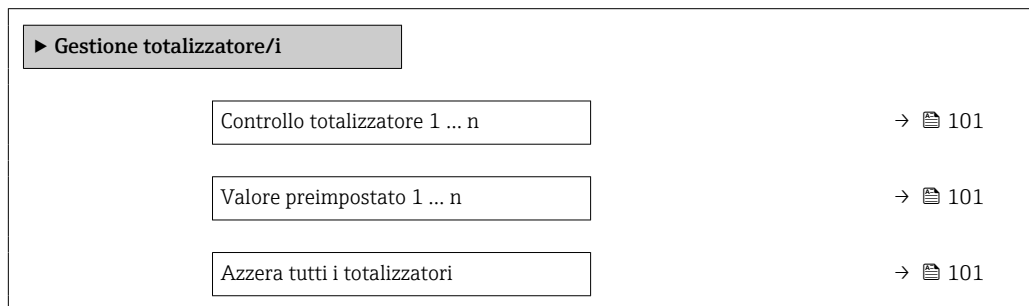 ▶ Gestione totalizzatore/i
Controllo totalizzatore 1 … n → 101
Valore preimpostato 1 … n → 101
Azzera tutti i totalizzatori → 101